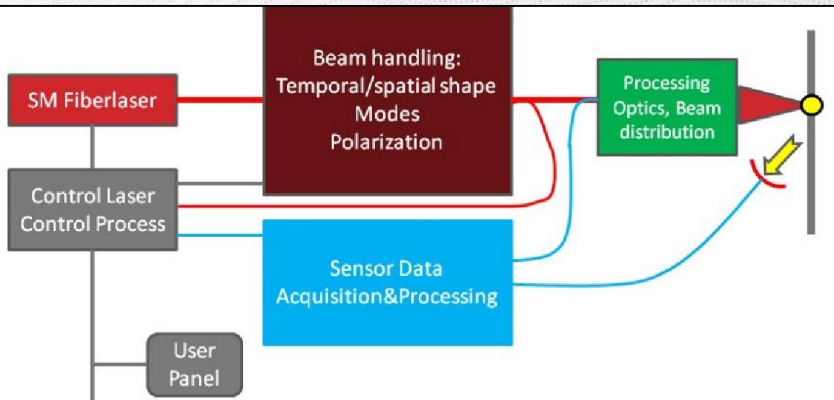 Beam handling:
Temporal/spatial shape
Modes
Polarization
SM Fiberlaser
Processing
Optics, Beam
distribution
Control Laser
Control Process
Sensor Data
Acquisition&Processing
User
Panel